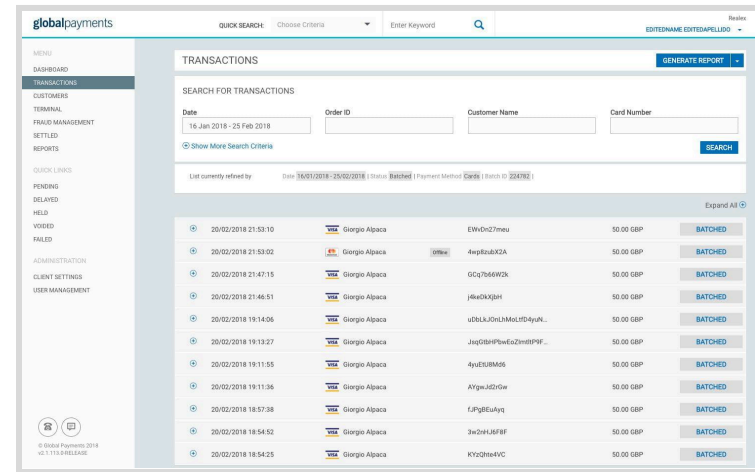 globalpayments
QUICK SEARCH: Choose Criteria Enter Keyword
Realex
EDITEDNAME EDITEDAPELLIDO
MENU
DASHBOARD
TRANSACTIONS
CUSTOMERS
TERMINAL
FRAUD MANAGEMENT
SETTLED
REPORTS
QUICK LINKS
PENDING
DELAYED
HELD
VOIDED
FAILED
ADMINISTRATION
CLIENT SETTINGS
USER MANAGEMENT
© Global Payments 2018
v2.1.113.0-RELEASE
TRANSACTIONS
GENERATE REPORT
SEARCH FOR TRANSACTIONS
Date Order ID Customer Name Card Number
16 Jan 2018 - 25 Feb 2018
Show More Search Criteria
SEARCH
List currently refined by Date 16/01/2018 - 25/02/2018 | Status Batched | Payment Method Cards | Batch ID 224782 |
Expand All
20/02/2018 21:53:10 VISA Giorgio Alpaca EWvDn27meu 50.00 GBP BATCHED
20/02/2018 21:53:02 Giorgio Alpaca Offline 4wp8zubX2A 50.00 GBP BATCHED
20/02/2018 21:47:15 VISA Giorgio Alpaca GCq7b66W2k 50.00 GBP BATCHED
20/02/2018 21:46:51 VISA Giorgio Alpaca j4keDkXjbH 50.00 GBP BATCHED
20/02/2018 19:14:06 VISA Giorgio Alpaca 50.00 GBP BATCHED
20/02/2018 19:13:27 VISA Giorgio Alpaca 50.00 GBP BATCHED
20/02/2018 19:11:55 VISA Giorgio Alpaca 4yuEtU8Md6 50.00 GBP BATCHED
20/02/2018 19:11:36 VISA Giorgio Alpaca AYgwJd2rGw 50.00 GBP BATCHED
20/02/2018 18:57:38 VISA Giorgio Alpaca fJPgBEuAyq 50.00 GBP BATCHED
20/02/2018 18:54:52 VISA Giorgio Alpaca 3w2nHJ6F8F 50.00 GBP BATCHED
20/02/2018 18:54:25 VISA Giorgio Alpaca KYzQhte4VC 50.00 GBP BATCHED